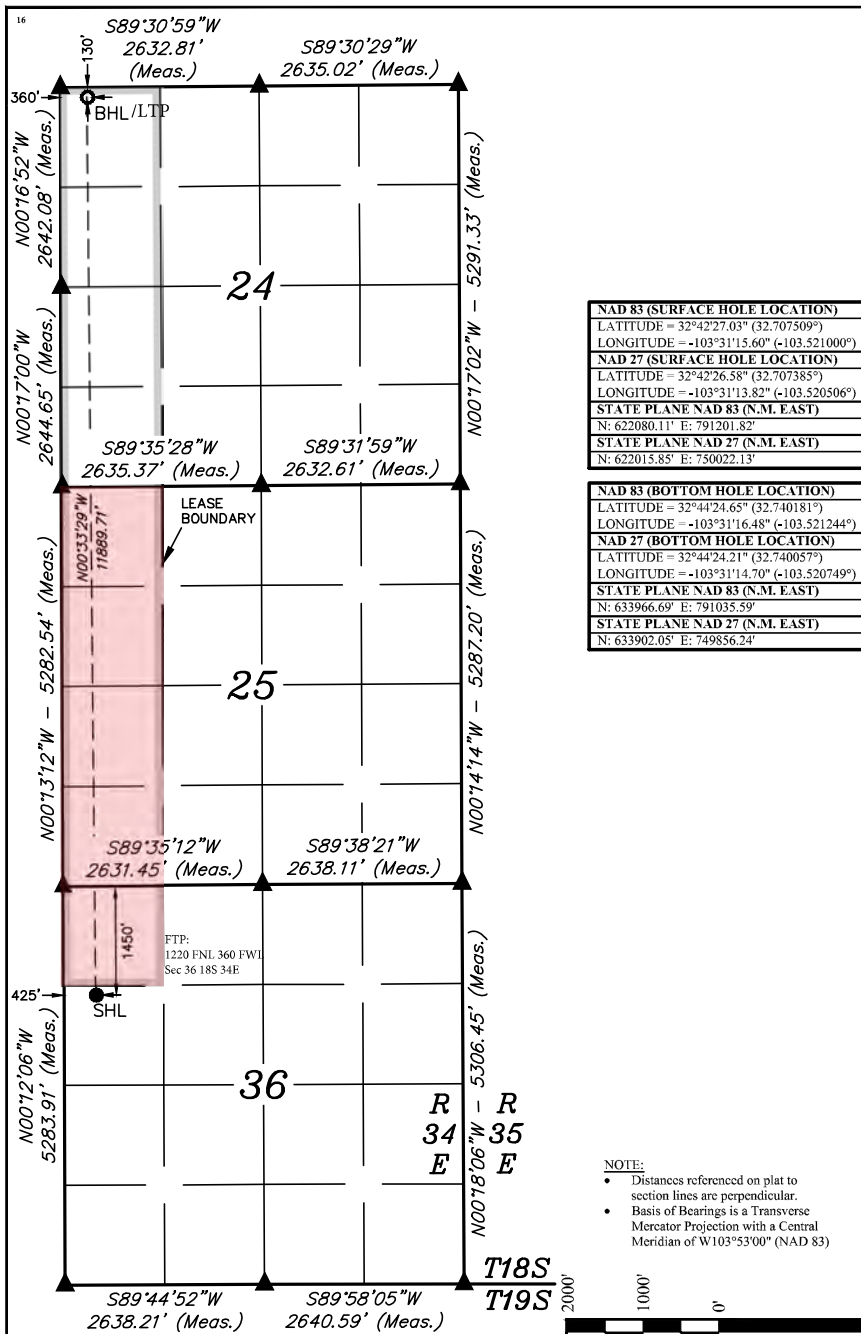 16
S89°30'59"W
2632.81'
(Meas.)
S89°30'29"W
2635.02' (Meas.)
130'
360'
BHL/LTP
N00°16'52"W
2642.08' (Meas.)
24
N00°17'02"W - 5291.33' (Meas.)
N00°17'00"W
2644.65' (Meas.)
S89°35'28"W
2635.37' (Meas.)
S89°31'59"W
2632.61' (Meas.)
LEASE
BOUNDARY
N00°33'29"W
11889.71'
N00°13'12"W - 5282.54' (Meas.)
25
N00°14'14"W - 5287.20' (Meas.)
S89°35'12"W
2631.45' (Meas.)
S89°38'21"W
2638.11' (Meas.)
1450'
FTP:
1220 FNL 360 FWL
Sec 36 18S 34E
425'
SHL
N00°12'06"W
5283.91' (Meas.)
36
N00°18'06"W - 5306.45' (Meas.)
R R
34 35
E E
T18S
T19S
S89°44'52"W
2638.21' (Meas.)
S89°58'05"W
2640.59' (Meas.)
NAD 83 (SURFACE HOLE LOCATION)
LATITUDE = 32°42'27.03" (32.707509°)
LONGITUDE = -103°31'15.60" (-103.521000°)
NAD 27 (SURFACE HOLE LOCATION)
LATITUDE = 32°42'26.58" (32.707385°)
LONGITUDE = -103°31'13.82" (-103.520506°)
STATE PLANE NAD 83 (N.M. EAST)
N: 622080.11' E: 791201.82'
STATE PLANE NAD 27 (N.M. EAST)
N: 622015.85' E: 750022.13'
NAD 83 (BOTTOM HOLE LOCATION)
LATITUDE = 32°44'24.65" (32.740181°)
LONGITUDE = -103°31'16.48" (-103.521244°)
NAD 27 (BOTTOM HOLE LOCATION)
LATITUDE = 32°44'24.21" (32.740057°)
LONGITUDE = -103°31'14.70" (-103.520749°)
STATE PLANE NAD 83 (N.M. EAST)
N: 633966.69' E: 791035.59'
STATE PLANE NAD 27 (N.M. EAST)
N: 633902.05' E: 749856.24'
NOTE:
• Distances referenced on plat to
section lines are perpendicular.
• Basis of Bearings is a Transverse
Mercator Projection with a Central
Meridian of W103°53'00" (NAD 83)
2000'
1000'
0'